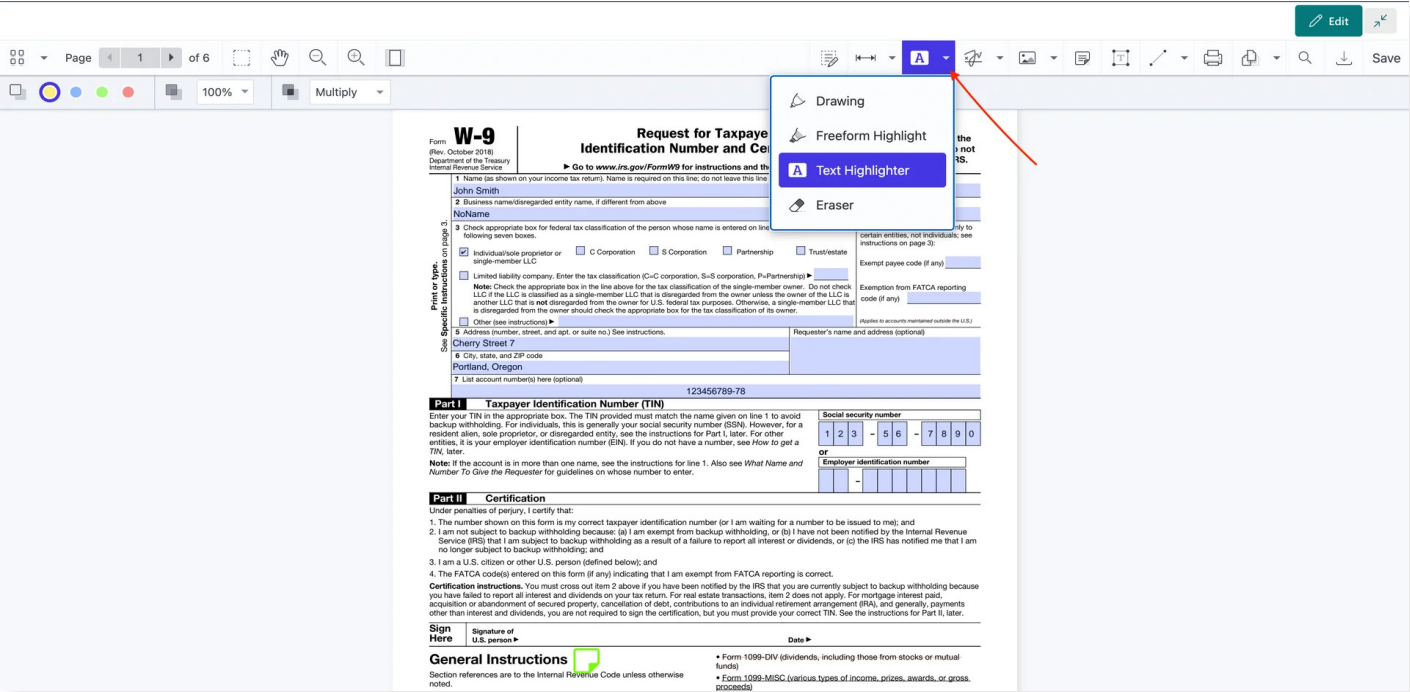 Edit
Page 1 of 6
A
Save
100%
Multiply
Drawing
Freeform Highlight
A Text Highlighter
Eraser
Form W-9
(Rev. October 2018)
Department of the Treasury
Internal Revenue Service
Request for Taxpaye
Identification Number and Ce
► Go to www.irs.gov/FormW9 for instructions and th
the
not
RS.
1 Name (as shown on your income tax return). Name is required on this line; do not leave this line
John Smith
2 Business name/disregarded entity name, if different from above
NoName
Print or type.
See Specific Instructions on page 3.
3 Check appropriate box for federal tax classification of the person whose name is entered on line
following seven boxes.
Individual/sole proprietor or
single-member LLC
C Corporation
S Corporation
Partnership
Trust/estate
Limited liability company. Enter the tax classification (C=C corporation, S=S corporation, P=Partnership) ►
Note: Check the appropriate box in the line above for the tax classification of the single-member owner. Do not check
LLC if the LLC is classified as a single-member LLC that is disregarded from the owner unless the owner of the LLC is
another LLC that is not disregarded from the owner for U.S. federal tax purposes. Otherwise, a single-member LLC that
is disregarded from the owner should check the appropriate box for the tax classification of its owner.
Other (see instructions) ►
nly to
certain entities, not individuals; see
instructions on page 3):
Exempt payee code (if any)
Exemption from FATCA reporting
code (if any)
(Applies to accounts maintained outside the U.S.)
5 Address (number, street, and apt. or suite no.) See instructions.
Cherry Street 7
Requester's name and address (optional)
6 City, state, and ZIP code
Portland, Oregon
7 List account number(s) here (optional)
123456789-78
Part I Taxpayer Identification Number (TIN)
Enter your TIN in the appropriate box. The TIN provided must match the name given on line 1 to avoid
backup withholding. For individuals, this is generally your social security number (SSN). However, for a
resident alien, sole proprietor, or disregarded entity, see the instructions for Part I, later. For other
entities, it is your employer identification number (EIN). If you do not have a number, see How to get a
TIN, later.
Note: If the account is in more than one name, see the instructions for line 1. Also see What Name and
Number To Give the Requester for guidelines on whose number to enter.
Social security number
1 2 3 – 5 6 – 7 8 9 0
or
Employer identification number
–
Part II Certification
Under penalties of perjury, I certify that:
1. The number shown on this form is my correct taxpayer identification number (or I am waiting for a number to be issued to me); and
2. I am not subject to backup withholding because: (a) I am exempt from backup withholding, or (b) I have not been notified by the Internal Revenue
Service (IRS) that I am subject to backup withholding as a result of a failure to report all interest or dividends, or (c) the IRS has notified me that I am
no longer subject to backup withholding; and
3. I am a U.S. citizen or other U.S. person (defined below); and
4. The FATCA code(s) entered on this form (if any) indicating that I am exempt from FATCA reporting is correct.
Certification instructions. You must cross out item 2 above if you have been notified by the IRS that you are currently subject to backup withholding because
you have failed to report all interest and dividends on your tax return. For real estate transactions, item 2 does not apply. For mortgage interest paid,
acquisition or abandonment of secured property, cancellation of debt, contributions to an individual retirement arrangement (IRA), and generally, payments
other than interest and dividends, you are not required to sign the certification, but you must provide your correct TIN. See the instructions for Part II, later.
Sign
Here
Signature of
U.S. person ►
Date ►
General Instructions
Section references are to the Internal Revenue Code unless otherwise
noted.
• Form 1099-DIV (dividends, including those from stocks or mutual
funds)
• Form 1099-MISC (various types of income, prizes, awards, or gross
proceeds)